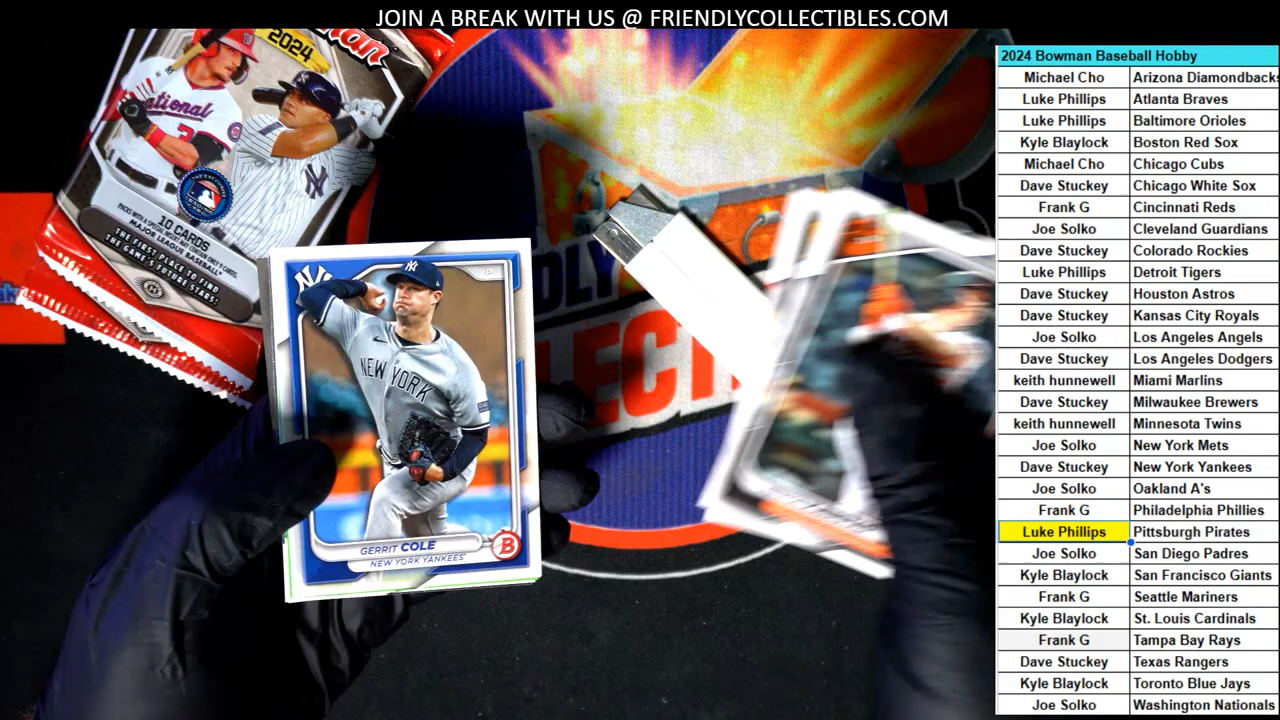 JOIN A BREAK WITH US @ FRIENDLYCOLLECTIBLES.COM
2024
national
10 CARDS
MAJOR LEAGUE BASEBALL
THE FIRST PLACE TO FIND
THE GAME'S FUTURE STARS!
NY
P
NEW YORK
GERRIT COLE
NEW YORK YANKEES
B
DLY
LECTI
2024 Bowman Baseball Hobby
Michael Cho Arizona Diamondback
Luke Phillips Atlanta Braves
Luke Phillips Baltimore Orioles
Kyle Blaylock Boston Red Sox
Michael Cho Chicago Cubs
Dave Stuckey Chicago White Sox
Frank G Cincinnati Reds
Joe Solko Cleveland Guardians
Dave Stuckey Colorado Rockies
Luke Phillips Detroit Tigers
Dave Stuckey Houston Astros
Dave Stuckey Kansas City Royals
Joe Solko Los Angeles Angels
Dave Stuckey Los Angeles Dodgers
keith hunnewell Miami Marlins
Dave Stuckey Milwaukee Brewers
keith hunnewell Minnesota Twins
Joe Solko New York Mets
Dave Stuckey New York Yankees
Joe Solko Oakland A's
Frank G Philadelphia Phillies
Luke Phillips Pittsburgh Pirates
Joe Solko San Diego Padres
Kyle Blaylock San Francisco Giants
Frank G Seattle Mariners
Kyle Blaylock St. Louis Cardinals
Frank G Tampa Bay Rays
Dave Stuckey Texas Rangers
Kyle Blaylock Toronto Blue Jays
Joe Solko Washington Nationals